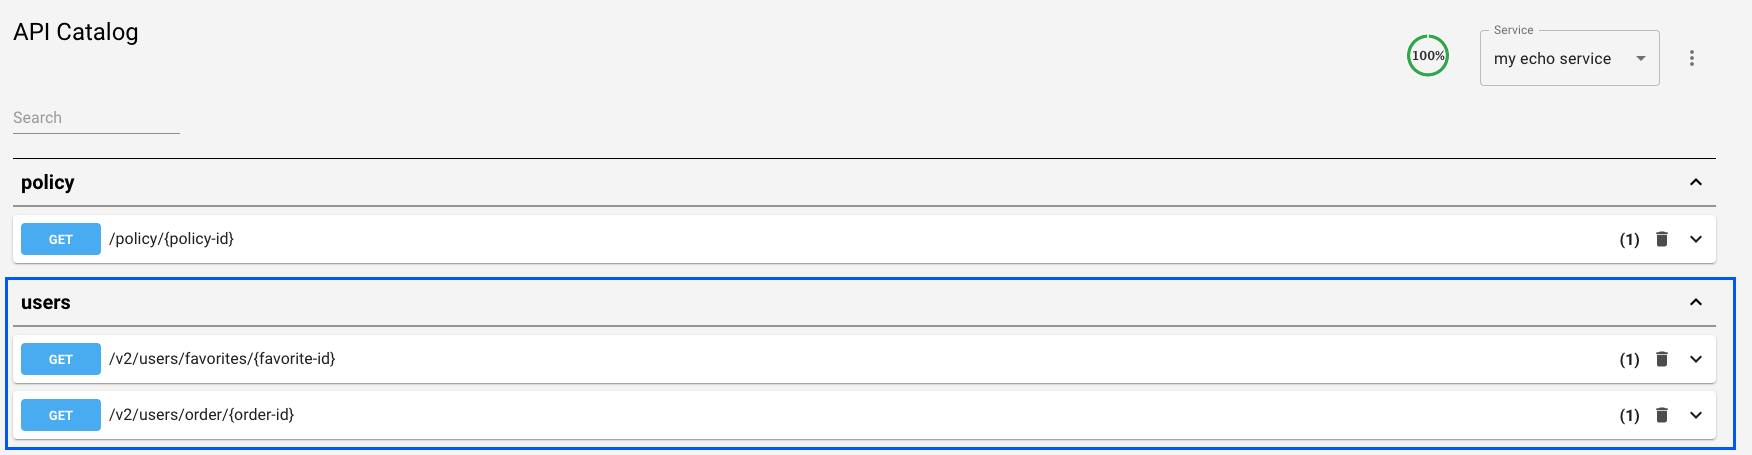 API Catalog
100%
Service
my echo service
Search
policy
GET /policy/{policy-id} (1)
users
GET /v2/users/favorites/{favorite-id} (1)
GET /v2/users/order/{order-id} (1)